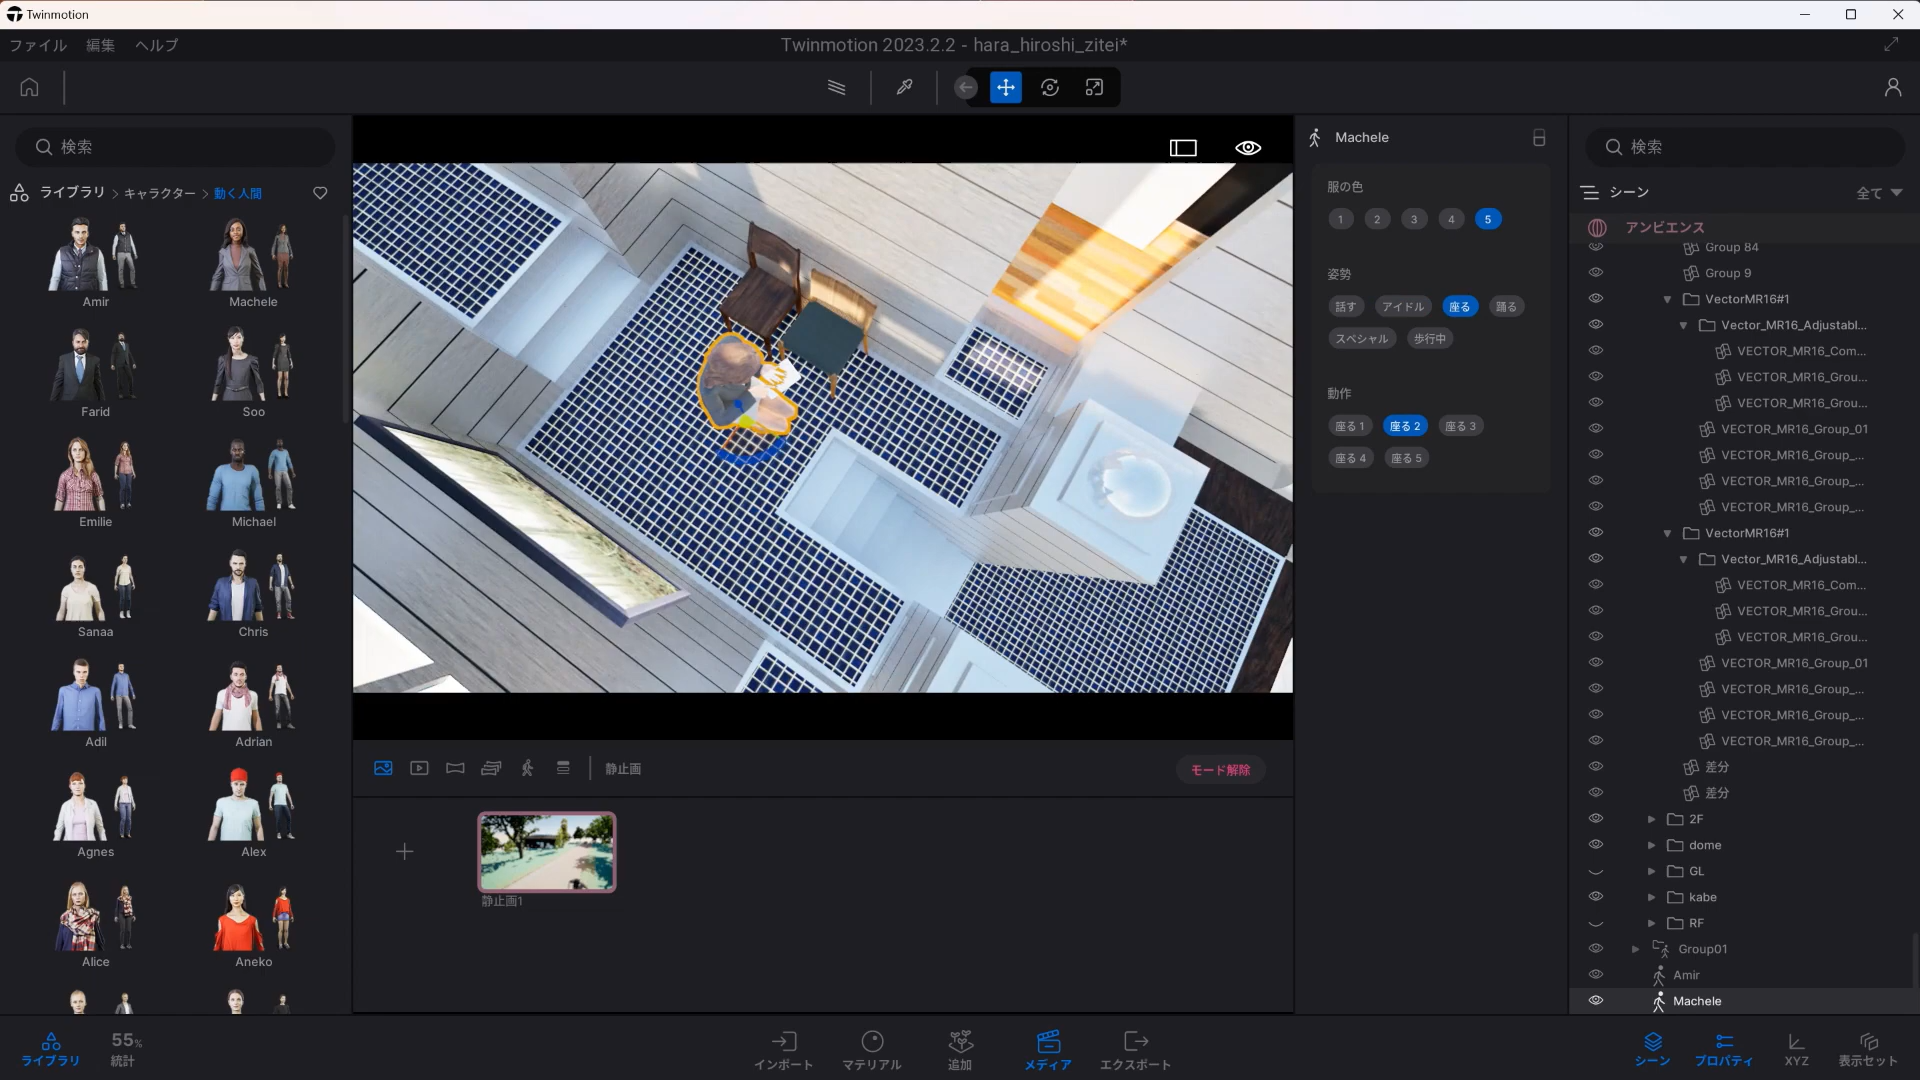 Twinmotion
ファイル 編集 ヘルプ
Twinmotion 2023.2.2 - hara_hiroshi_zitei*
検索
ライブラリ > キャラクター > 動く人間
Amir
Machele
Farid
Soo
Emilie
Michael
Sanaa
Chris
Adil
Adrian
Agnes
Alex
Alice
Aneko
静止画
モード解除
静止画1
Machele
服の色
1 2 3 4 5
姿勢
話す アイドル 座る 踊る
スペシャル 歩行中
動作
座る 1 座る 2 座る 3
座る 4 座る 5
検索
シーン 全て
アンビエンス
Group 84
Group 9
VectorMR16#1
Vector_MR16_Adjustabl...
VECTOR_MR16_Com...
VECTOR_MR16_Grou...
VECTOR_MR16_Grou...
VECTOR_MR16_Group_01
VECTOR_MR16_Group_...
VECTOR_MR16_Group_...
VECTOR_MR16_Group_...
VectorMR16#1
Vector_MR16_Adjustabl...
VECTOR_MR16_Com...
VECTOR_MR16_Grou...
VECTOR_MR16_Grou...
VECTOR_MR16_Group_01
VECTOR_MR16_Group_...
VECTOR_MR16_Group_...
VECTOR_MR16_Group_...
差分
差分
2F
dome
GL
kabe
RF
Group01
Amir
Machele
ライブラリ
55%
統計
インポート
マテリアル
追加
メディア
エクスポート
シーン
プロパティ
XYZ
表示セット